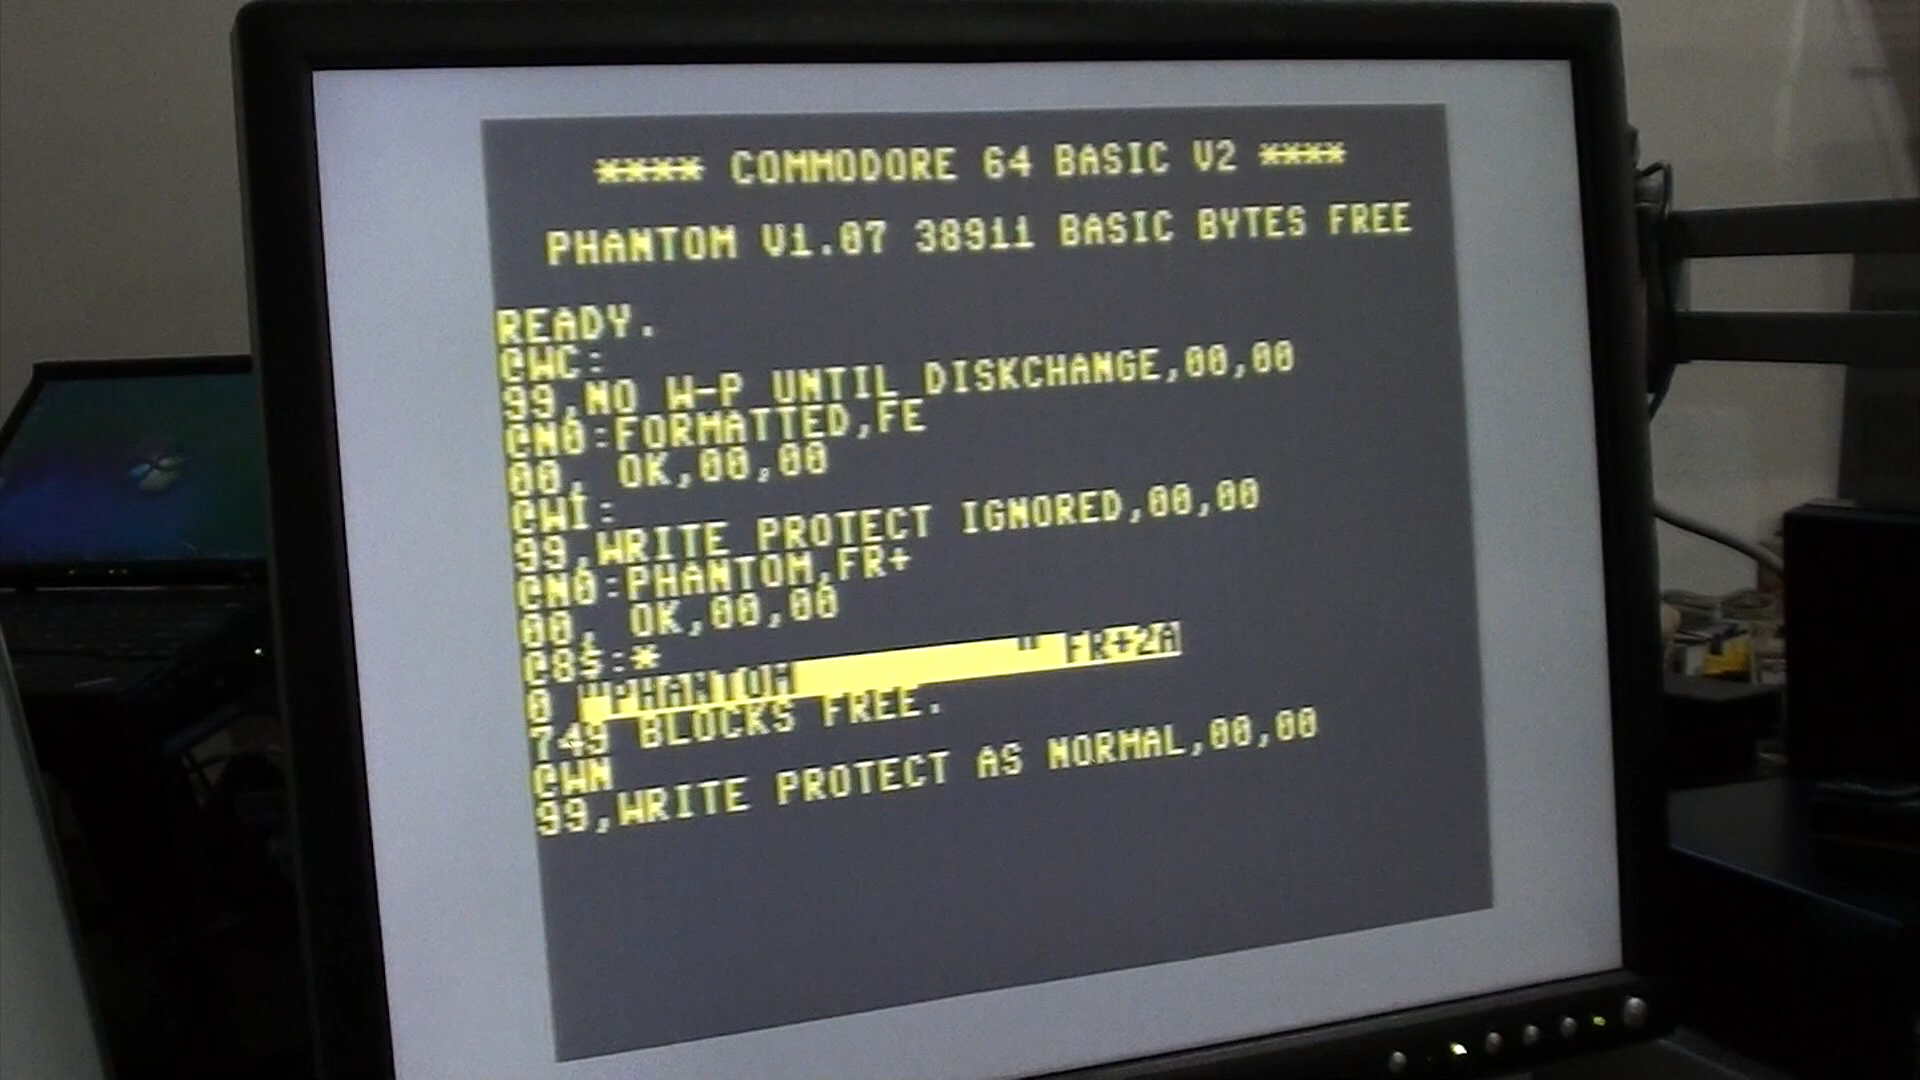 **** COMMODORE 64 BASIC V2 ****
PHANTOM V1.07 38911 BASIC BYTES FREE
READY.
@WC:
99,NO W-P UNTIL DISKCHANGE,00,00
@N0:FORMATTED,FE
00, OK,00,00
@WI:
99,WRITE PROTECT IGNORED,00,00
@N0:PHANTOM,FR+
00, OK,00,00
@8$:*
0 "PHANTOM         " FR+2A
749 BLOCKS FREE.
@WN
99,WRITE PROTECT AS NORMAL,00,00